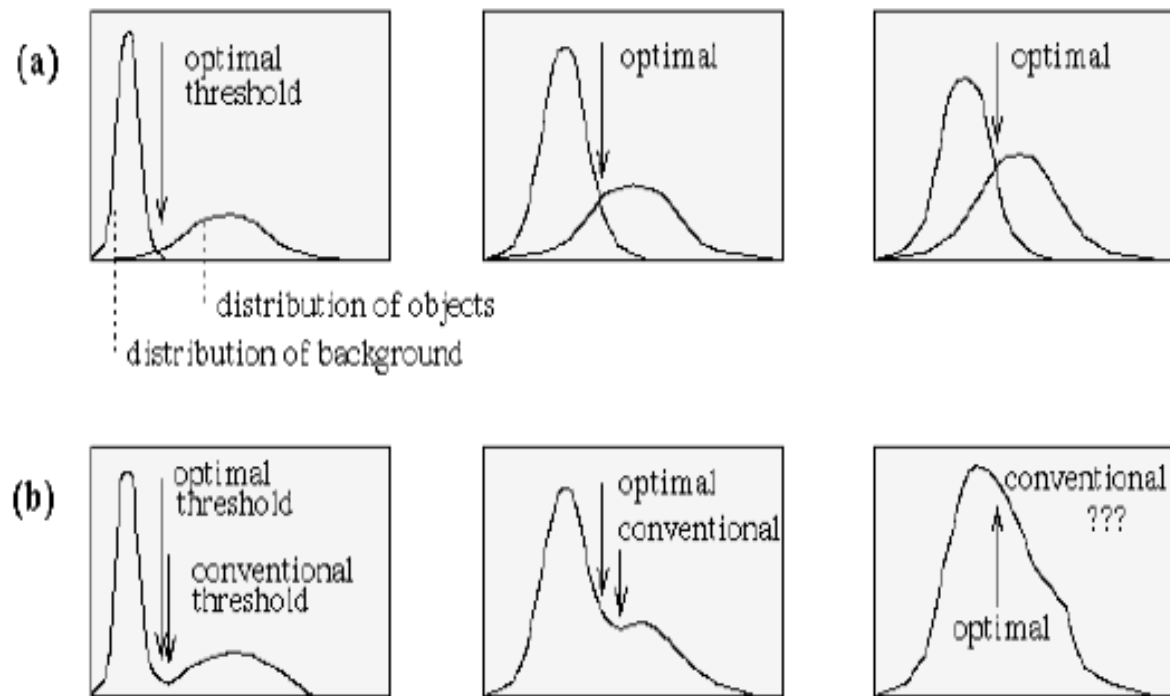 (a)
optimal
threshold
optimal
optimal
distribution of objects
distribution of background
(b)
optimal
threshold
conventional
threshold
optimal
conventional
conventional
???
optimal